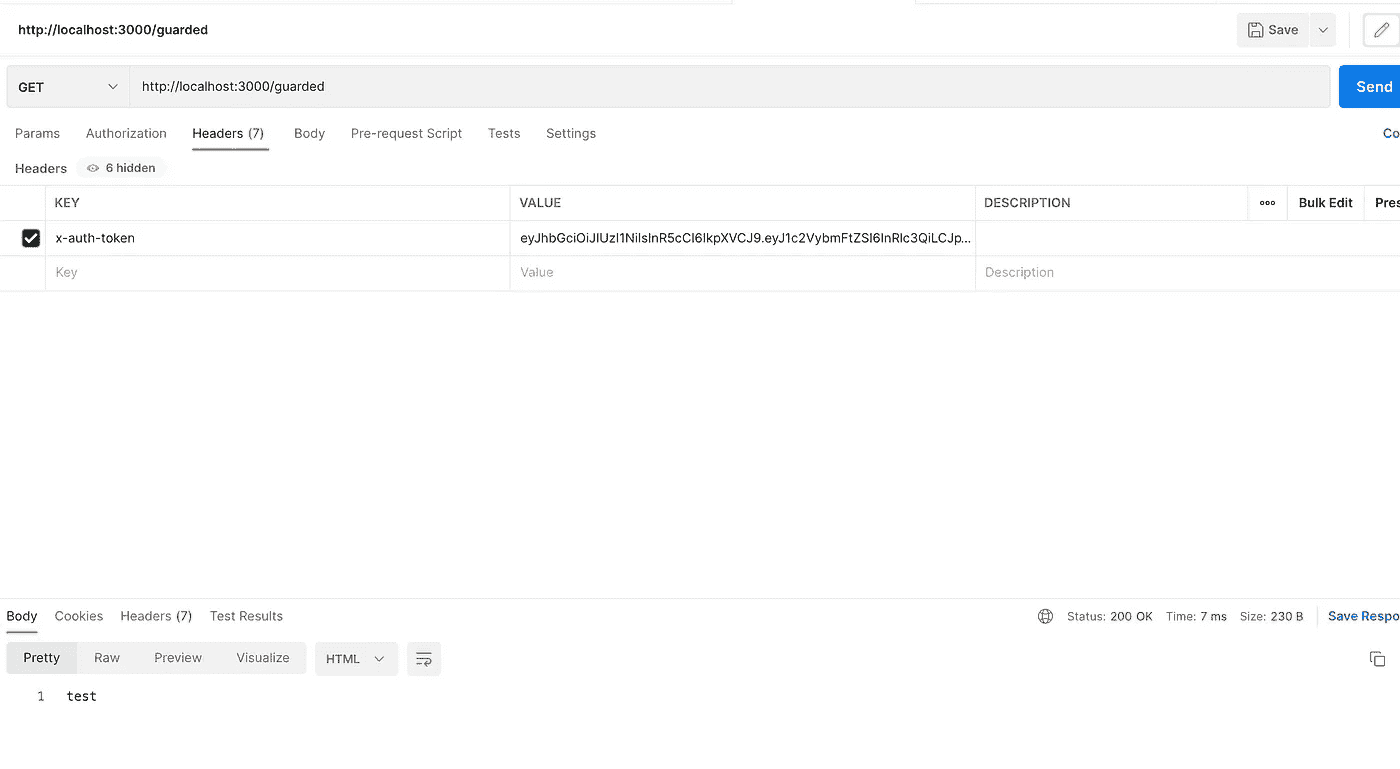 http://localhost:3000/guarded Save
GET http://localhost:3000/guarded Send
Params Authorization Headers (7) Body Pre-request Script Tests Settings Co
Headers 6 hidden
KEY VALUE DESCRIPTION ooo Bulk Edit Pres
x-auth-token eyJhbGciOiJIUzI1NiIsInR5cCI6IkpXVCJ9.eyJ1c2VybmFtZSI6InRlc3QiLCJp...
Key Value Description
Body Cookies Headers (7) Test Results Status: 200 OK Time: 7 ms Size: 230 B Save Respo
Pretty Raw Preview Visualize HTML
1 test